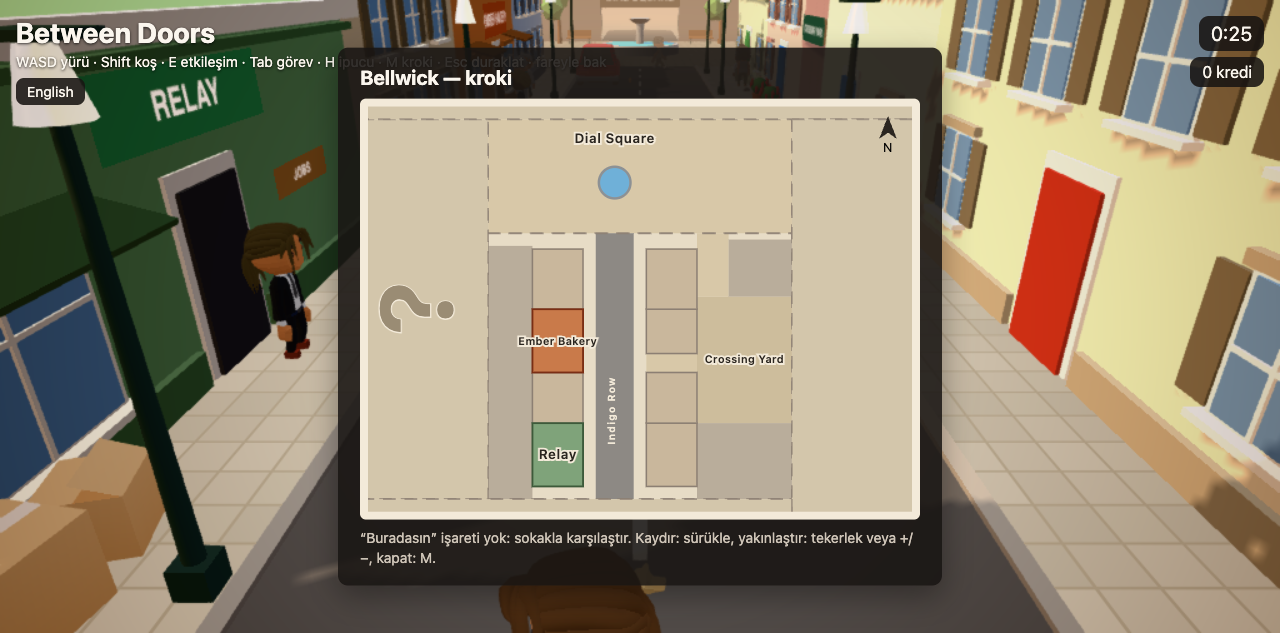 Between Doors
WASD yürü · Shift koş · E etkileşim · Tab görev · H ipucu · M kroki · Esc duraklat · fareyle bak
English
0:25
0 kredi
RELAY
JOBS
Bellwick — kroki
Dial Square
N
?
Ember Bakery
Crossing Yard
Indigo Row
Relay
“Buradasın” işareti yok: sokakla karşılaştır. Kaydır: sürükle, yakınlaştır: tekerlek veya +/
−, kapat: M.